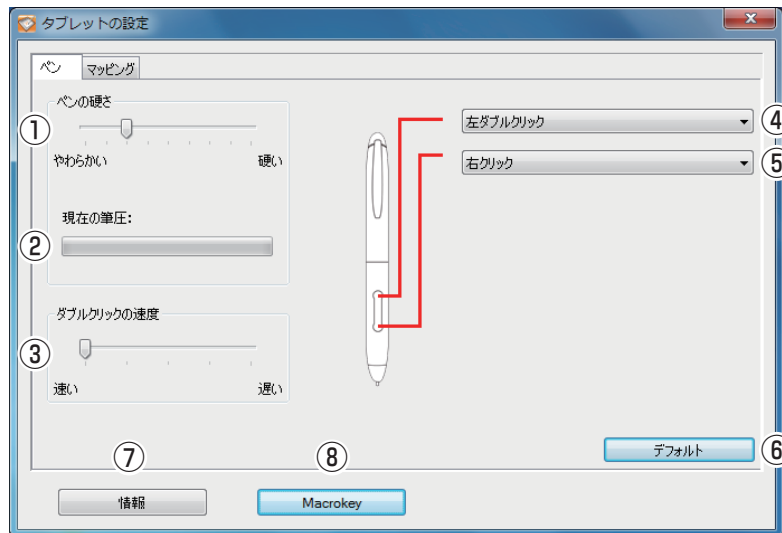 タブレットの設定
ペン マッピング
ペンの硬さ
①
やわらかい 硬い
現在の筆圧:
②
ダブルクリックの速度
③
速い 遅い
左ダブルクリック ④
右クリック ⑤
デフォルト ⑥
⑦ ⑧
情報 Macrokey